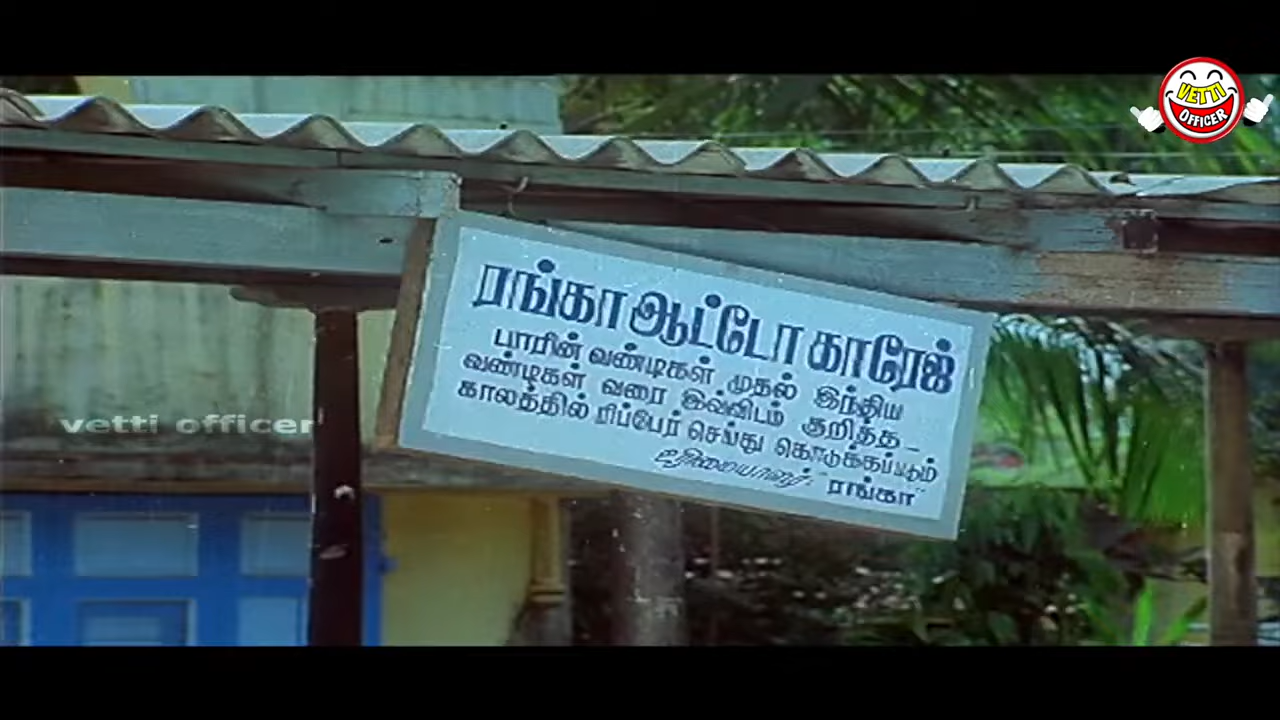 VETTI
OFFICER
ரங்கா ஆட்டோ காரேஜ்
பாரின் வண்டிகள் முதல் இந்திய
வண்டிகள் வரை இவ்விடம் குறித்த
காலத்தில் ரிப்பேர் செய்து கொடுக்கப்படும்
உரிமையாளர்: "ரங்கா"
vetti officer